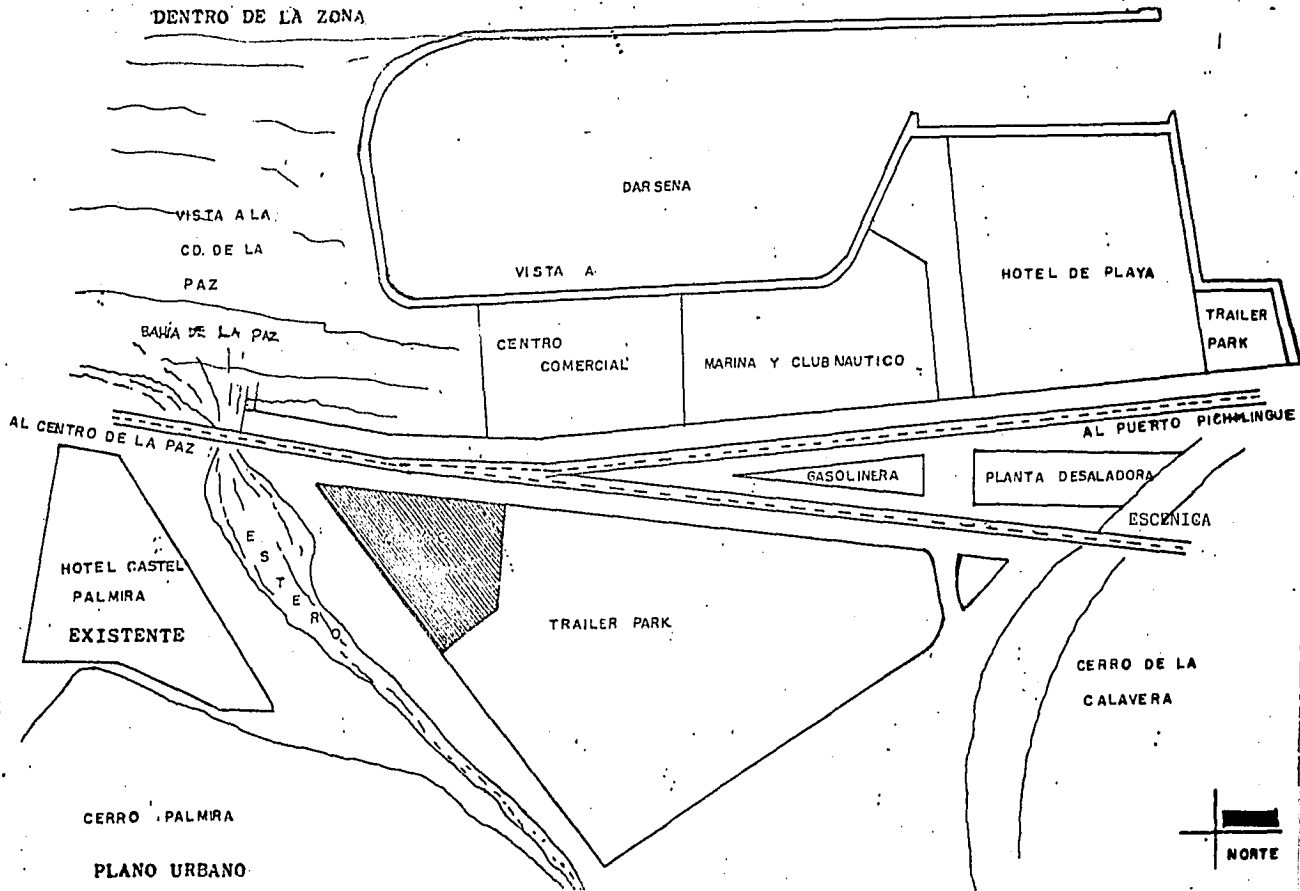 DENTRO DE LA ZONA
DARSENA
VISTA A LA
CD. DE LA
PAZ
VISTA A
HOTEL DE PLAYA
TRAILER
PARK
BAHÍA DE LA PAZ
CENTRO
COMERCIAL
MARINA Y CLUB NAUTICO
AL CENTRO DE LA PAZ
AL PUERTO PICHILINGUE
GASOLINERA
PLANTA DESALADORA
ESCENICA
HOTEL CASTEL
PALMIRA
EXISTENTE
ESTERO
TRAILER PARK
CERRO DE LA
CALAVERA
CERRO PALMIRA
PLANO URBANO
NORTE